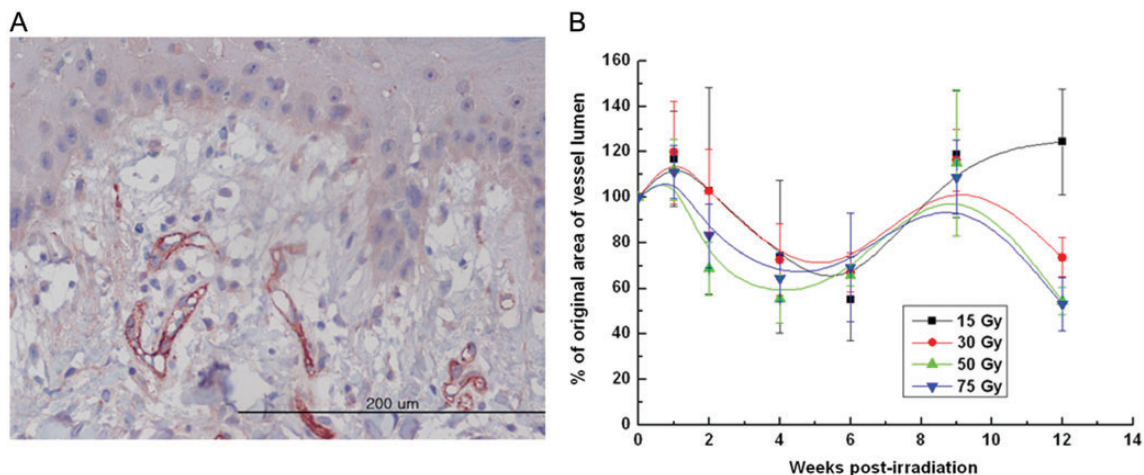 A
200 um
B
% of original area of vessel lumen
160
140
120
100
80
60
40
20
0
0 2 4 6 8 10 12 14
Weeks post-irradiation
15 Gy
30 Gy
50 Gy
75 Gy